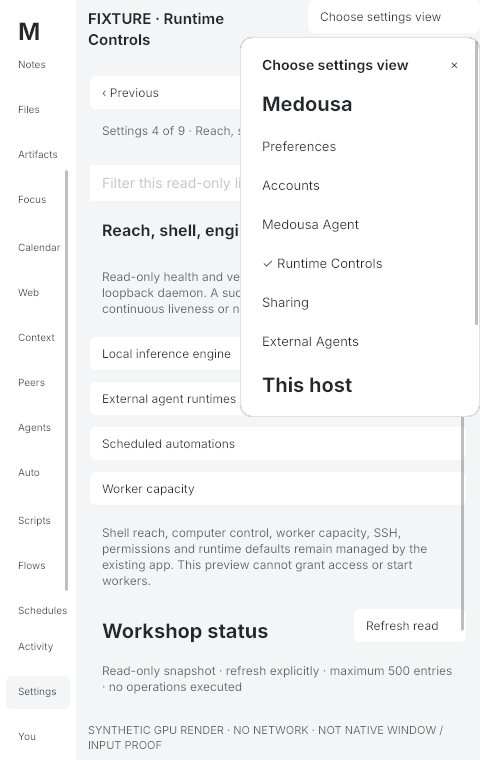 M
Notes
Files
Artifacts
Focus
Calendar
Web
Context
Peers
Agents
Auto
Scripts
Flows
Schedules
Activity
Settings
You
FIXTURE · Runtime
Controls
Choose settings view
‹ Previous
Settings 4 of 9 · Reach,
Filter this read-only
Reach, shell,
Read-only health and
loopback daemon. A
continuous liveness or
Local inference engine
External agent runtimes
Scheduled automations
Worker capacity
Shell reach, computer control, worker capacity, SSH,
permissions and runtime defaults remain managed by the
existing app. This preview cannot grant access or start
workers.
Workshop status
Refresh read
Read-only snapshot · refresh explicitly · maximum 500 entries
· no operations executed
SYNTHETIC GPU RENDER · NO NETWORK · NOT NATIVE WINDOW /
INPUT PROOF
Choose settings view ×
Medousa
Preferences
Accounts
Medousa Agent
✓ Runtime Controls
Sharing
External Agents
This host